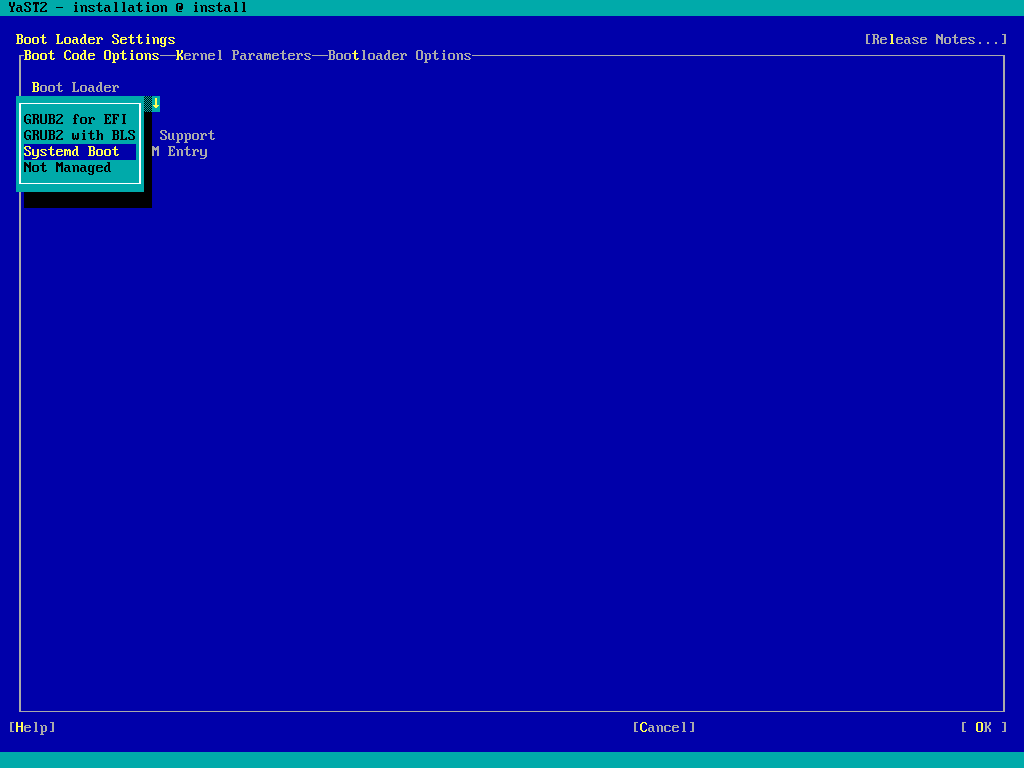 YaST2 - installation @ install
Boot Loader Settings [Release Notes...]
Boot Code Options Kernel Parameters Bootloader Options
Boot Loader
GRUB2 for EFI
GRUB2 with BLS Support
Systemd Boot M Entry
Not Managed
[Help] [Cancel] [ OK ]